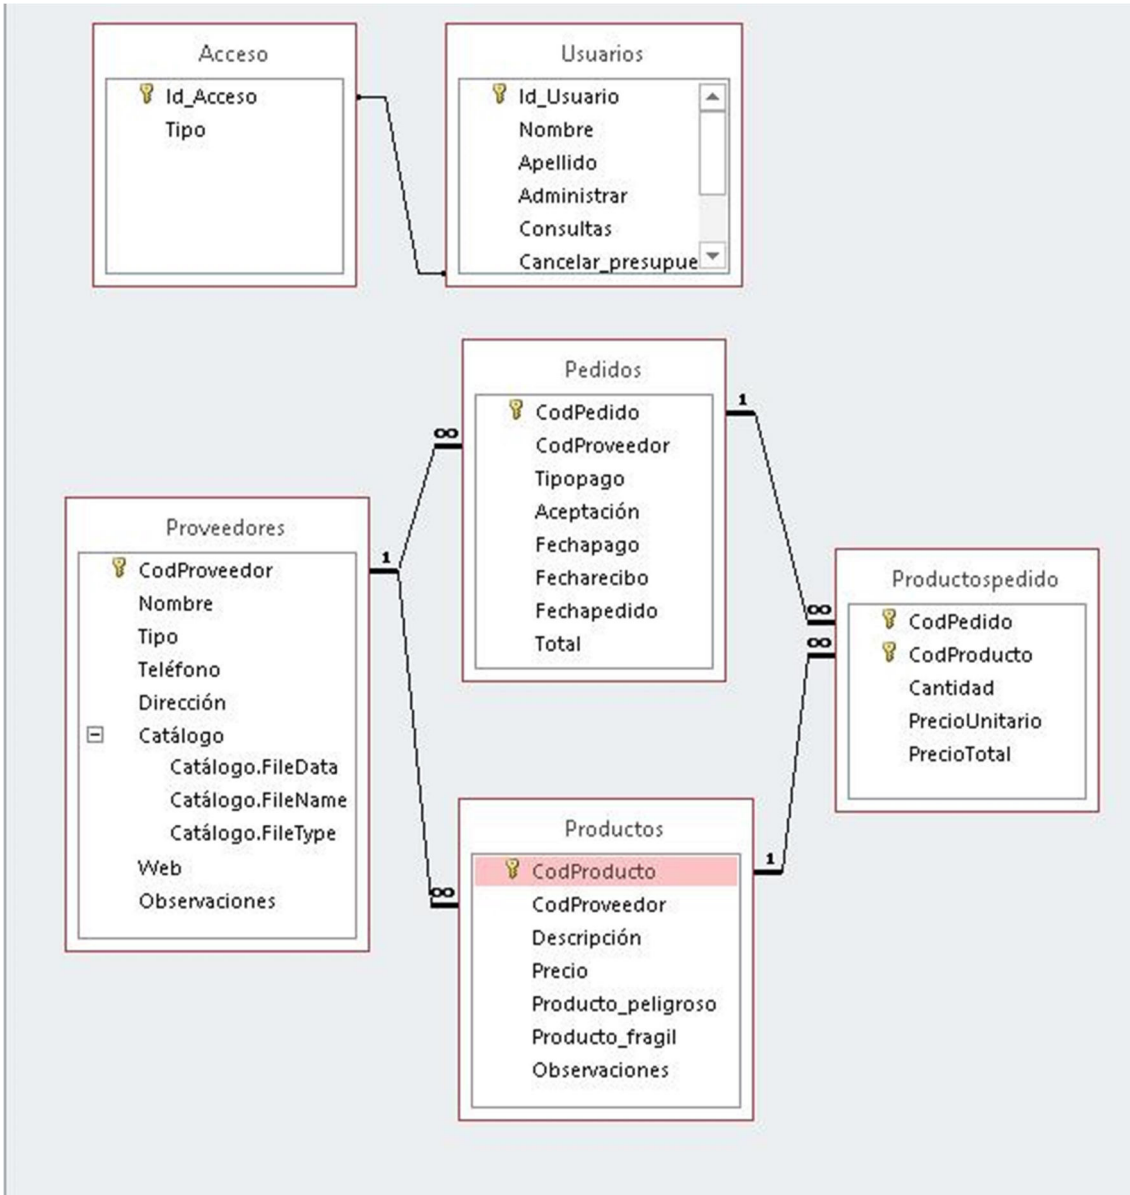 Acceso
Id_Acceso
Tipo
Usuarios
Id_Usuario
Nombre
Apellido
Administrar
Consultas
Cancelar_presupue
Pedidos
CodPedido
CodProveedor
Tipopago
Aceptación
Fechapago
Fecharecibo
Fechapedido
Total
Proveedores
CodProveedor
Nombre
Tipo
Teléfono
Dirección
Catálogo
Catálogo.FileData
Catálogo.FileName
Catálogo.FileType
Web
Observaciones
Productospedido
CodPedido
CodProducto
Cantidad
PrecioUnitario
PrecioTotal
Productos
CodProducto
CodProveedor
Descripción
Precio
Producto_peligroso
Producto_fragil
Observaciones
1
∞
∞
1
∞
∞
1